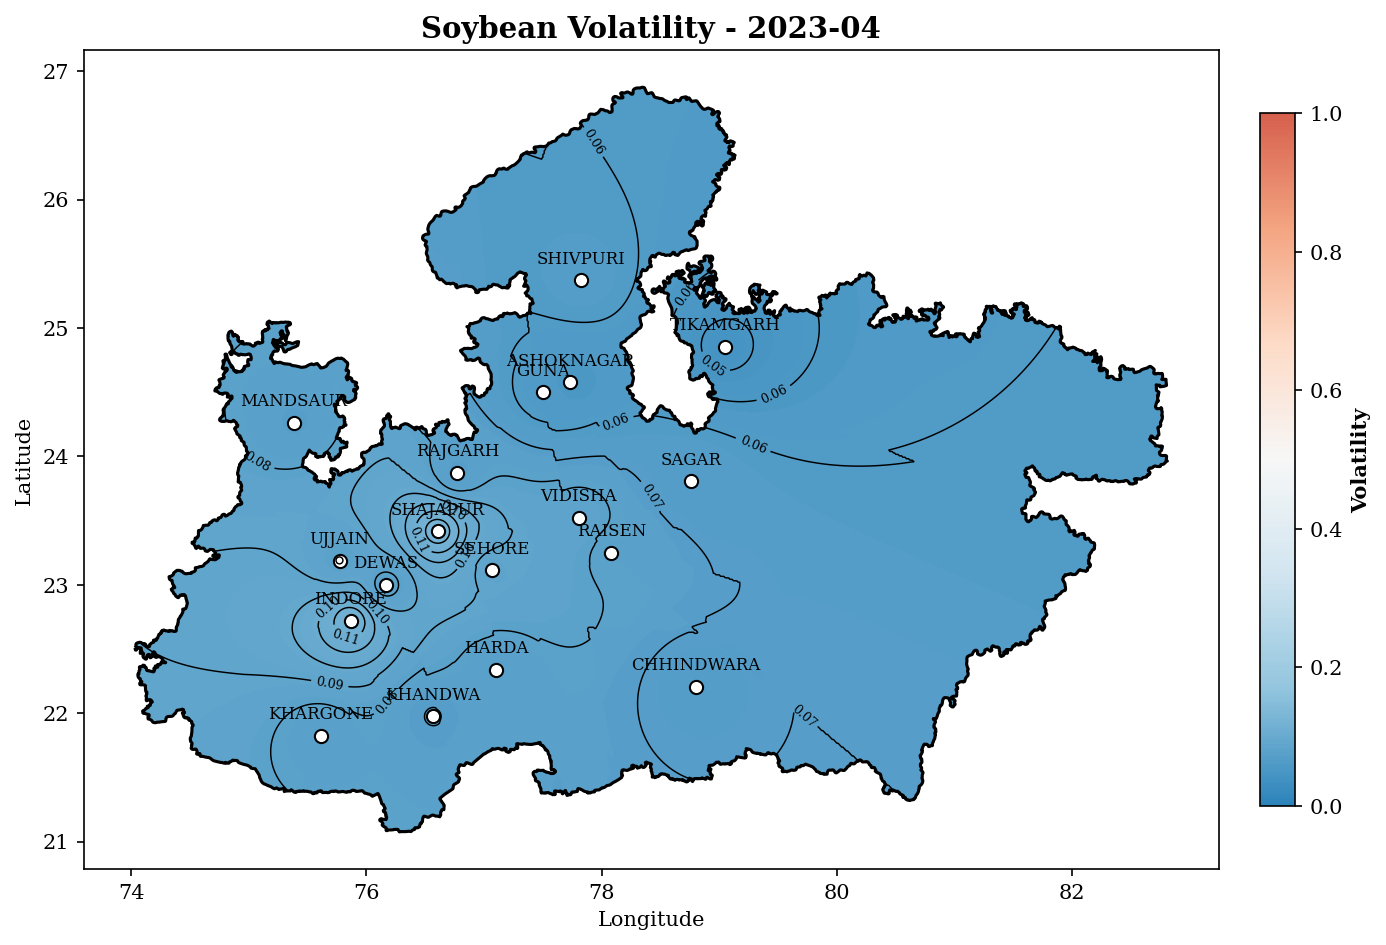 Soybean Volatility - 2023-04
27
26
25
24
23
22
21
Latitude
74
76
78
80
82
Longitude
1.0
0.8
0.6
0.4
0.2
0.0
Volatility
0.06
SHIVPURI
TIKAMGARH
0.05
0.06
ASHOKNAGAR
GUNA
MANDSAUR
0.06
0.06
0.08
RAJGARH
SAGAR
0.07
VIDISHA
SHAJAPUR
RAISEN
0.11
UJJAIN
SEHORE
DEWAS
INDORE
0.10
0.11
HARDA
CHHINDWARA
0.09
KHANDWA
KHARGONE
0.07